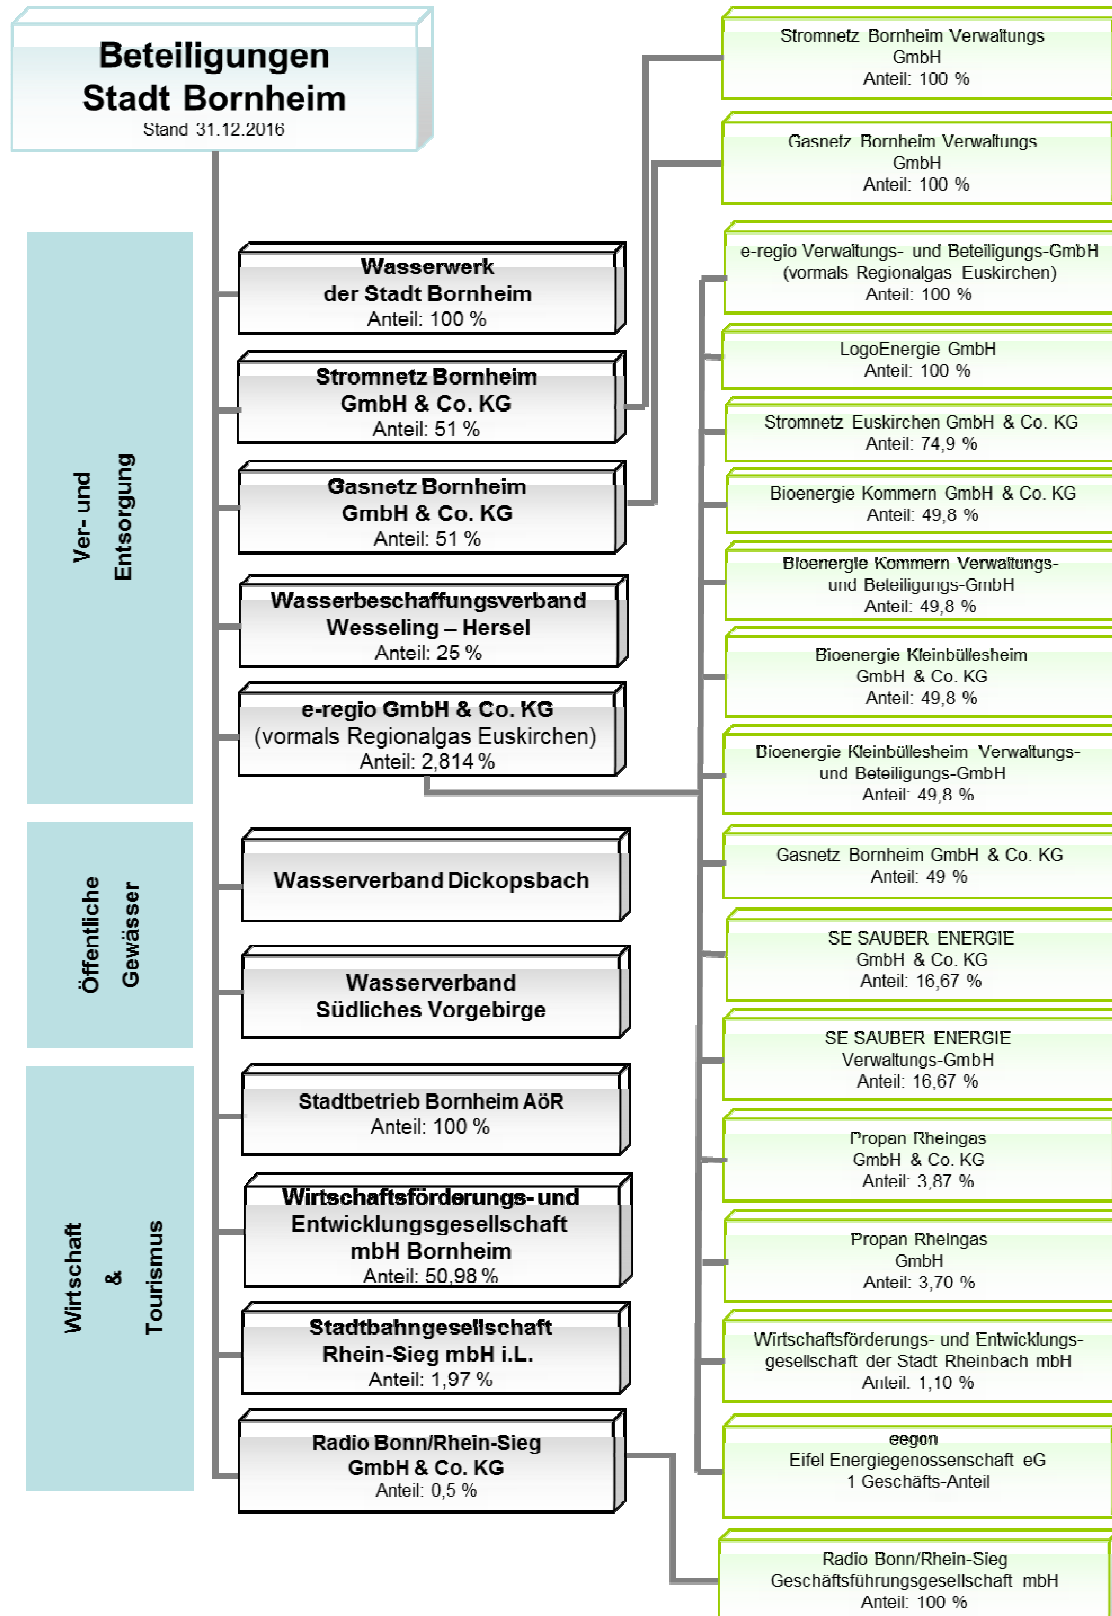 Beteiligungen
Stadt Bornheim
Stand 31.12.2016
Ver- und
Entsorgung
Öffentliche
Gewässer
Wirtschaft
&
Tourismus
Wasserwerk
der Stadt Bornheim
Anteil: 100 %
Stromnetz Bornheim
GmbH & Co. KG
Anteil: 51 %
Gasnetz Bornheim
GmbH & Co. KG
Anteil: 51 %
Wasserbeschaffungsverband
Wesseling – Hersel
Anteil: 25 %
e-regio GmbH & Co. KG
(vormals Regionalgas Euskirchen)
Anteil: 2,814 %
Wasserverband Dickopsbach
Wasserverband
Südliches Vorgebirge
Stadtbetrieb Bornheim AöR
Anteil: 100 %
Wirtschaftsförderungs- und
Entwicklungsgesellschaft
mbH Bornheim
Anteil: 50,98 %
Stadtbahngesellschaft
Rhein-Sieg mbH i.L.
Anteil: 1,97 %
Radio Bonn/Rhein-Sieg
GmbH & Co. KG
Anteil: 0,5 %
Stromnetz Bornheim Verwaltungs
GmbH
Anteil: 100 %
Gasnetz Bornheim Verwaltungs
GmbH
Anteil: 100 %
e-regio Verwaltungs- und Beteiligungs-GmbH
(vormals Regionalgas Euskirchen)
Anteil: 100 %
LogoEnergie GmbH
Anteil: 100 %
Stromnetz Euskirchen GmbH & Co. KG
Anteil: 74,9 %
Bioenergie Kommern GmbH & Co. KG
Anteil: 49,8 %
Bioenergie Kommern Verwaltungs-
und Beteiligungs-GmbH
Anteil: 49,8 %
Bioenergie Kleinbüllesheim
GmbH & Co. KG
Anteil: 49,8 %
Bioenergie Kleinbüllesheim Verwaltungs-
und Beteiligungs-GmbH
Anteil: 49,8 %
Gasnetz Bornheim GmbH & Co. KG
Anteil: 49 %
SE SAUBER ENERGIE
GmbH & Co. KG
Anteil: 16,67 %
SE SAUBER ENERGIE
Verwaltungs-GmbH
Anteil: 16,67 %
Propan Rheingas
GmbH & Co. KG
Anteil: 3,87 %
Propan Rheingas
GmbH
Anteil: 3,70 %
Wirtschaftsförderungs- und Entwicklungs-
gesellschaft der Stadt Rheinbach mbH
Anteil: 1,10 %
eegon
Eifel Energiegenossenschaft eG
1 Geschäfts-Anteil
Radio Bonn/Rhein-Sieg
Geschäftsführungsgesellschaft mbH
Anteil: 100 %